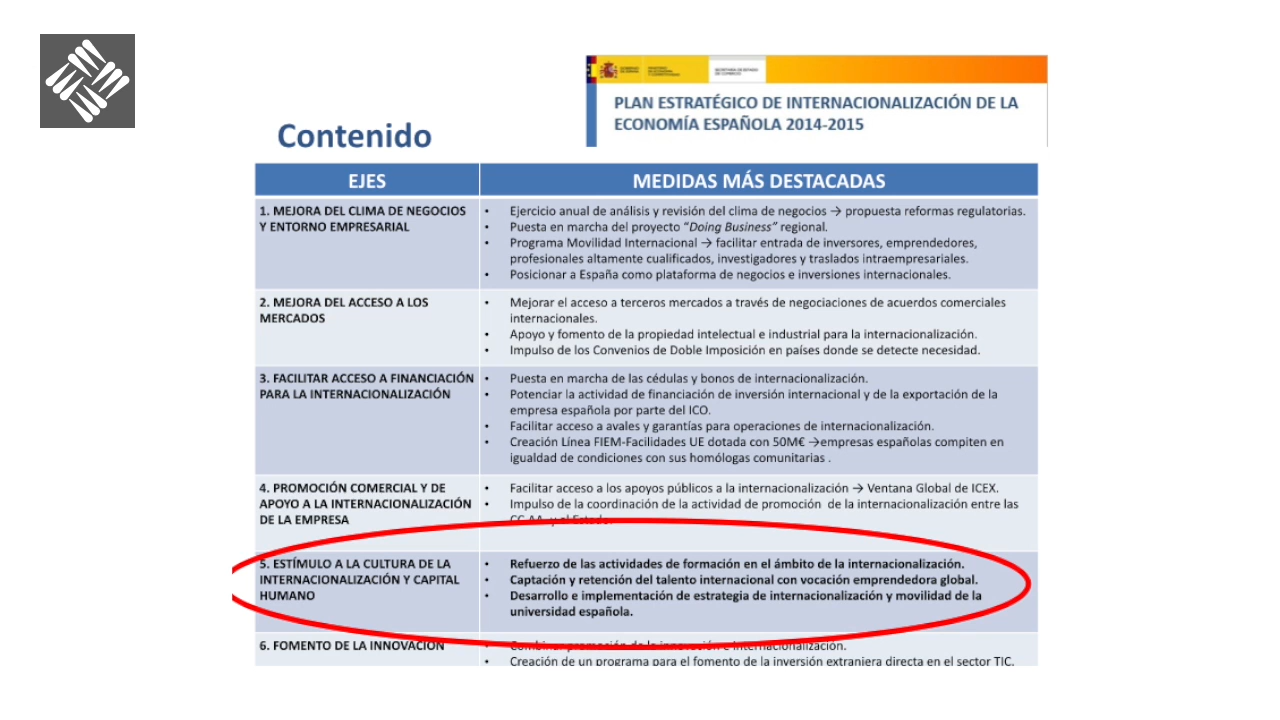 PLAN ESTRATÉGICO DE INTERNACIONALIZACIÓN DE LA
ECONOMÍA ESPAÑOLA 2014-2015
Contenido
EJES
MEDIDAS MÁS DESTACADAS
1. MEJORA DEL CLIMA DE NEGOCIOS
Y ENTORNO EMPRESARIAL
• Ejercicio anual de análisis y revisión del clima de negocios → propuesta reformas regulatorias.
• Puesta en marcha del proyecto “Doing Business” regional.
• Programa Movilidad Internacional → facilitar entrada de inversores, emprendedores,
profesionales altamente cualificados, investigadores y traslados intraempresariales.
• Posicionar a España como plataforma de negocios e inversiones internacionales.
2. MEJORA DEL ACCESO A LOS
MERCADOS
• Mejorar el acceso a terceros mercados a través de negociaciones de acuerdos comerciales
internacionales.
• Apoyo y fomento de la propiedad intelectual e industrial para la internacionalización.
• Impulso de los Convenios de Doble Imposición en países donde se detecte necesidad.
3. FACILITAR ACCESO A FINANCIACIÓN
PARA LA INTERNACIONALIZACIÓN
• Puesta en marcha de las cédulas y bonos de internacionalización.
• Potenciar la actividad de financiación de inversión internacional y de la exportación de la
empresa española por parte del ICO.
• Facilitar acceso a avales y garantías para operaciones de internacionalización.
• Creación Línea FIEM-Facilidades UE dotada con 50M€ →empresas españolas compiten en
igualdad de condiciones con sus homólogas comunitarias .
4. PROMOCIÓN COMERCIAL Y DE
APOYO A LA INTERNACIONALIZACIÓN
DE LA EMPRESA
• Facilitar acceso a los apoyos públicos a la internacionalización → Ventana Global de ICEX.
• Impulso de la coordinación de la actividad de promoción de la internacionalización entre las
CC.AA. y el Estado.
5. ESTÍMULO A LA CULTURA DE LA
INTERNACIONALIZACIÓN Y CAPITAL
HUMANO
• Refuerzo de las actividades de formación en el ámbito de la internacionalización.
• Captación y retención del talento internacional con vocación emprendedora global.
• Desarrollo e implementación de estrategia de internacionalización y movilidad de la
universidad española.
6. FOMENTO DE LA INNOVACIÓN
• Combinar promoción de la innovación e internacionalización.
• Creación de un programa para el fomento de la inversión extranjera directa en el sector TIC.